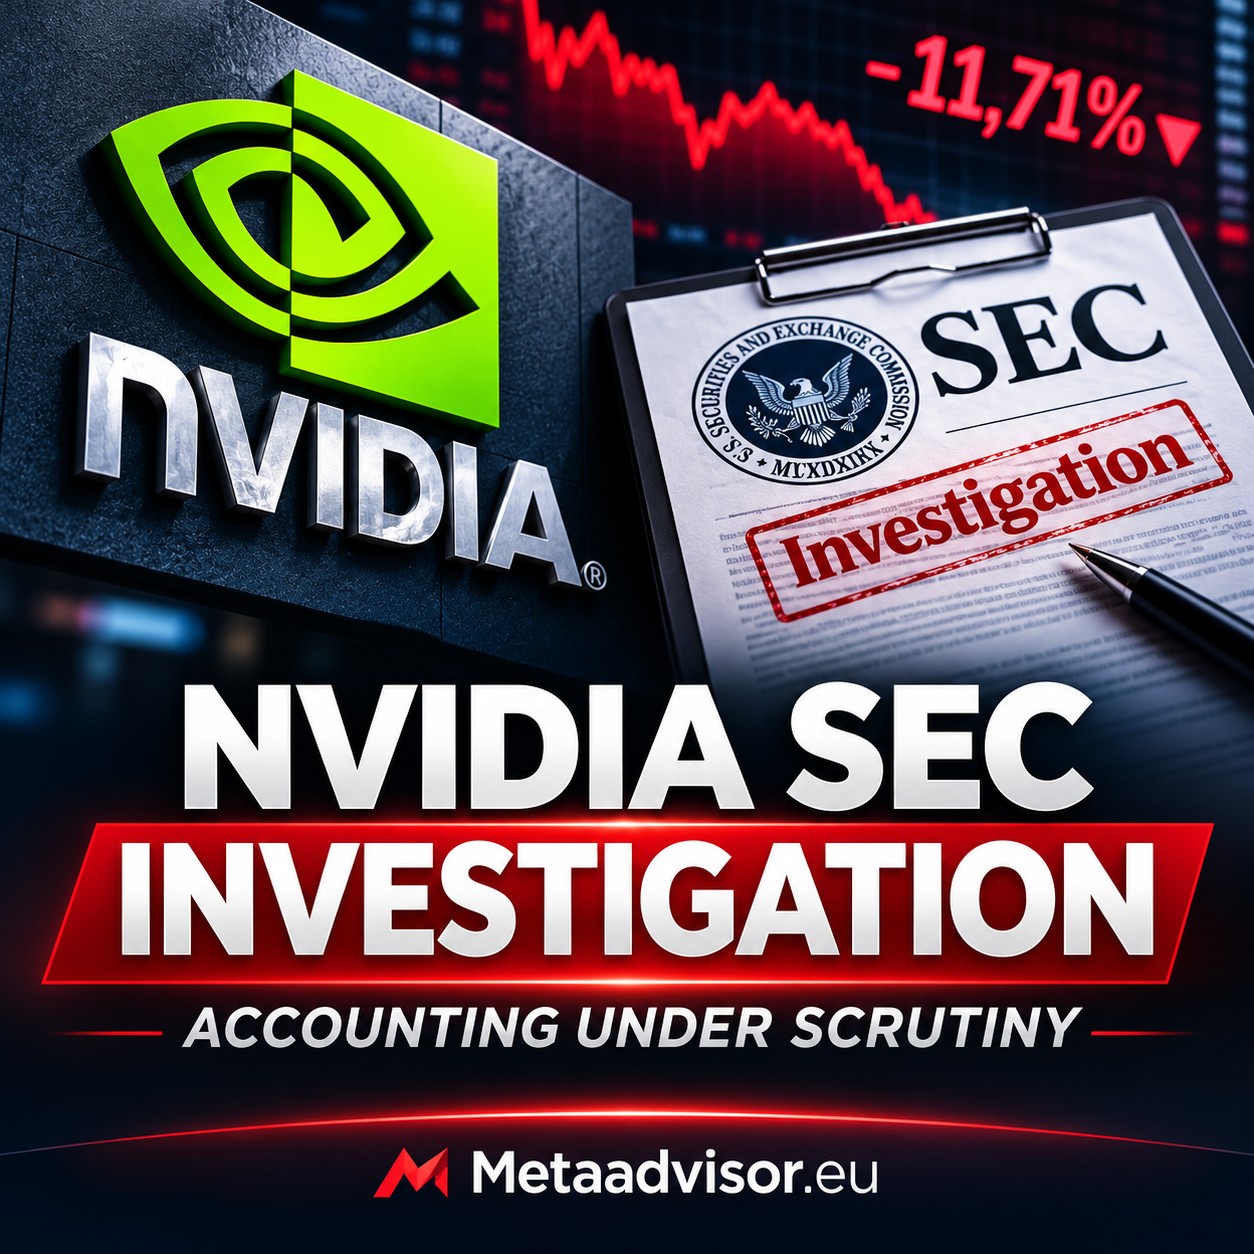 -11,71%▼
NVIDIA®
SEC
U.S. SECURITIES AND EXCHANGE COMMISSION
Investigation
NVIDIA SEC
INVESTIGATION
ACCOUNTING UNDER SCRUTINY
Metaadvisor.eu